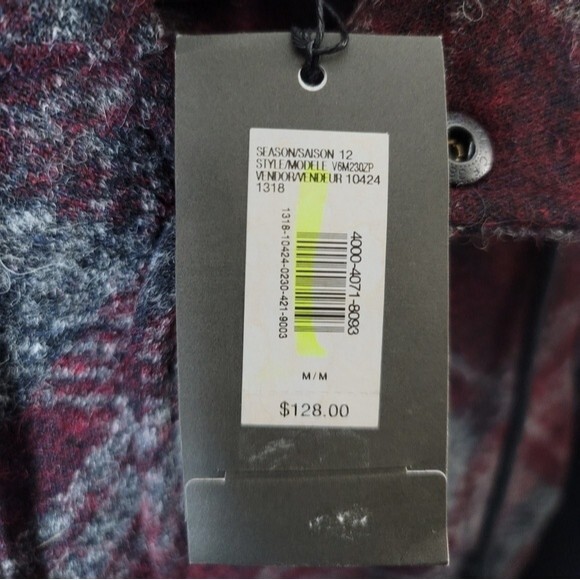 SEASON/SAISON 12
STYLE/MODELE V6M230ZP
VENDOR/VENDEUR 10424
1318
4000-4071-8093
1318-10424-0230-421-9003
M/M
$128.00